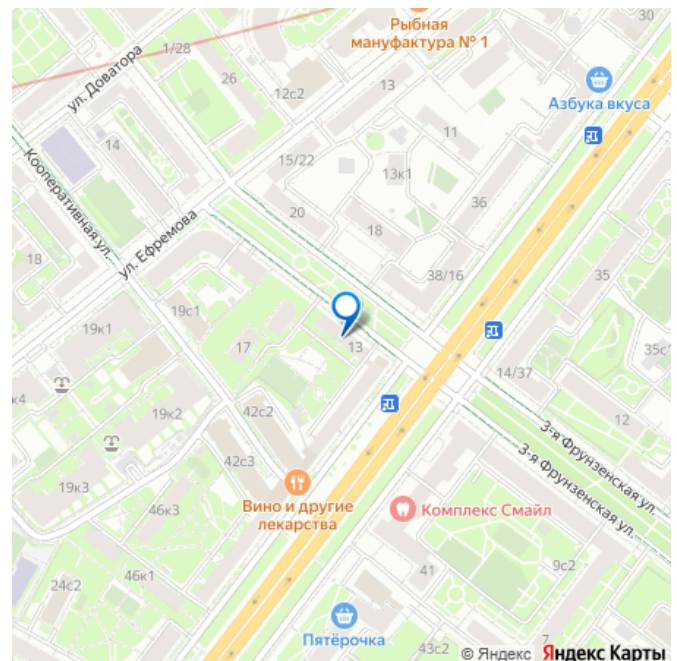 30
Рыбная
мануфактура № 1
1/28
ул. Доватора
26
12с2
13
Азбука вкуса
14
11
15/22
13к1
Кооперативная ул.
20
36
18
ул. Ефремова
18
38/16
35
19с1
19к1
17
13
35с1
14/37
к4
42с2
12
19к2
3-я Фрунзенская ул.
42с3
3-я Фрунзенская ул.
19к3
46к3
Вино и другие
лекарства
Комплекс Смайл
41
9с2
46к1
24с2
Пятёрочка
43с2
7
© Яндекс Яндекс Карты